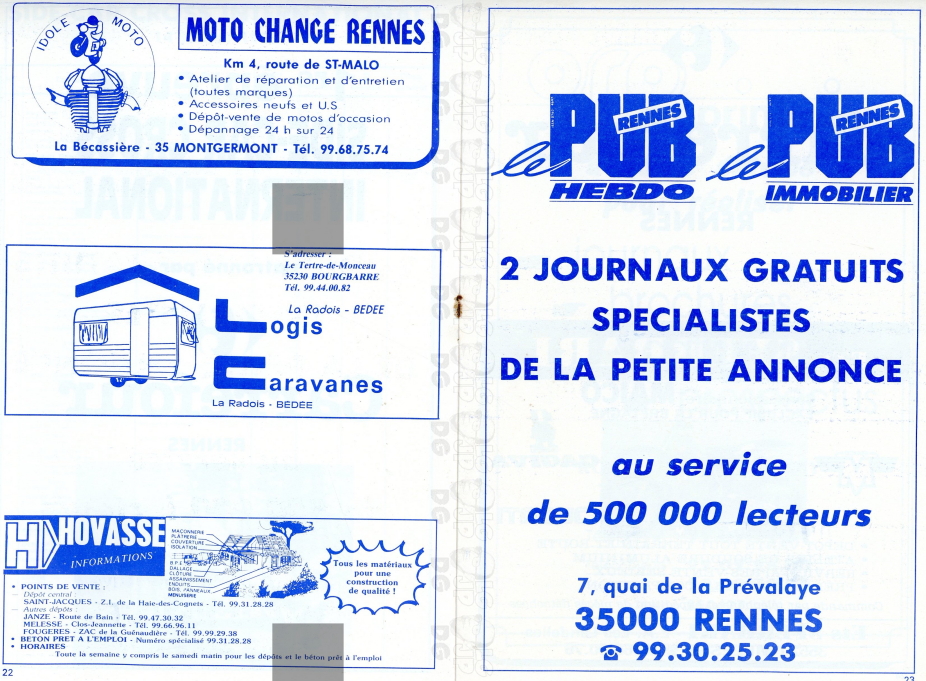 IDOLE MOTO
MOTO CHANGE RENNES
Km 4, route de ST-MALO
• Atelier de réparation et d'entretien
(toutes marques)
• Accessoires neufs et U.S
• Dépôt-vente de motos d'occasion
• Dépannage 24 h sur 24
La Bécassière - 35 MONTGERMONT - Tél. 99.68.75.74
S'adresser :
Le Tertre-de-Monceau
35230 BOURGBARRE
Tél. 99.44.00.82
La Radois - BEDEE
Logis
Caravanes
La Radois - BÉDÉE
H HOVASSE
INFORMATIONS
MACONNERIE
PLATRERIE
COUVERTURE
ISOLATION
B.P.E.
DALLAGE
CLÔTURE
ASSAINISSEMENT
ENDUITS
BOIS, PANNEAUX
MENUISERIE
Tous les matériaux
pour une
construction
de qualité !
• POINTS DE VENTE :
— Dépôt central :
SAINT-JACQUES - Z.I. de la Haie-des-Cognets - Tél. 99.31.28.28
— Autres dépôts :
JANZE - Route de Bain - Tél. 99.47.30.32
MELESSE - Clos-Jeannette - Tél. 99.66.96.11
FOUGERES - ZAC de la Guénaudière - Tél. 99.99.29.38
• BETON PRET A L'EMPLOI - Numéro spécialisé 99.31.28.28
• HORAIRES
Toute la semaine y compris le samedi matin pour les dépôts et le béton prêt à l'emploi
22
le PUB RENNES
HEBDO
le PUB RENNES
IMMOBILIER
2 JOURNAUX GRATUITS
SPECIALISTES
DE LA PETITE ANNONCE
au service
de 500 000 lecteurs
7, quai de la Prévalaye
35000 RENNES
☎ 99.30.25.23
23